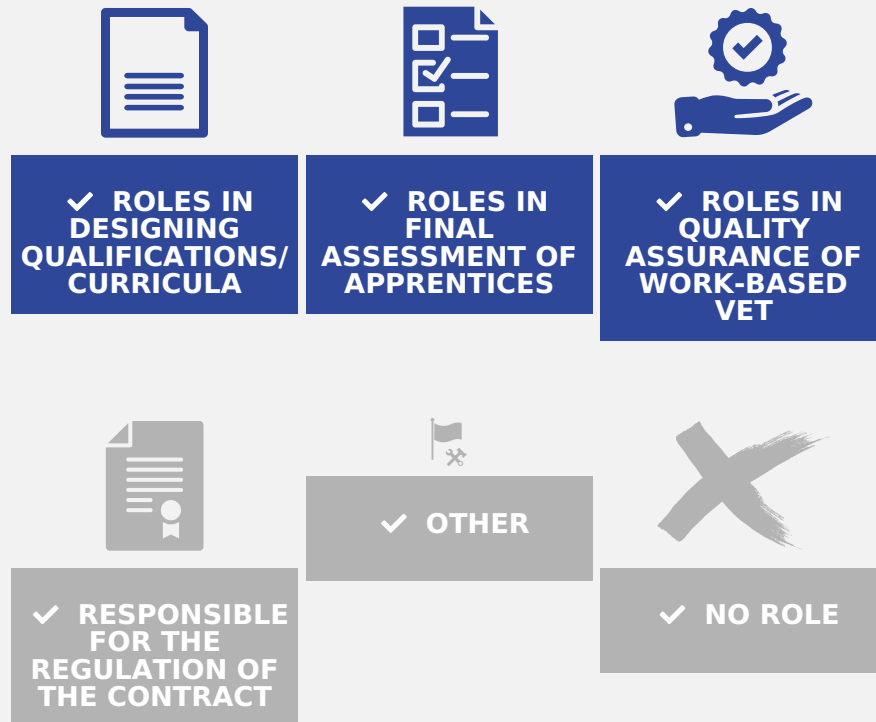 ✓ ROLES IN
DESIGNING
QUALIFICATIONS/
CURRICULA
✓ ROLES IN
FINAL
ASSESSMENT OF
APPRENTICES
✓ ROLES IN
QUALITY
ASSURANCE OF
WORK-BASED
VET
✓ RESPONSIBLE
FOR THE
REGULATION OF
THE CONTRACT
✓ OTHER
✓ NO ROLE